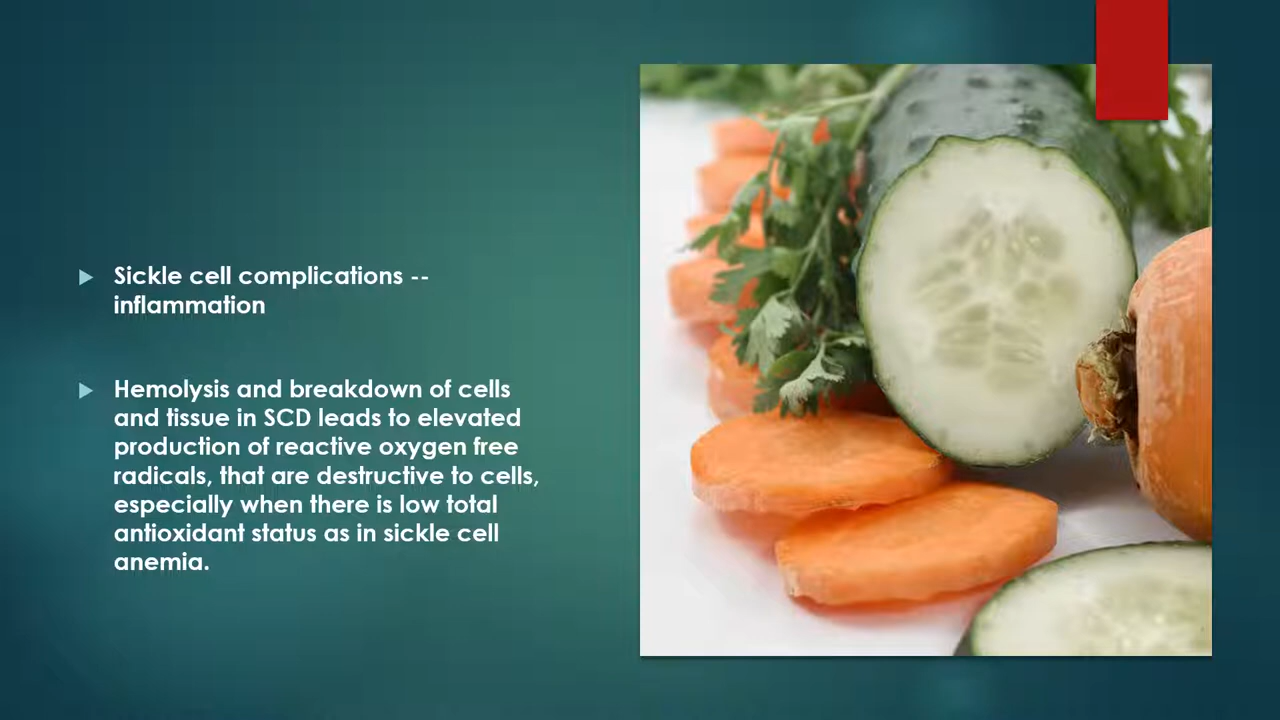 Sickle cell complications --
inflammation
Hemolysis and breakdown of cells
and tissue in SCD leads to elevated
production of reactive oxygen free
radicals, that are destructive to cells,
especially when there is low total
antioxidant status as in sickle cell
anemia.